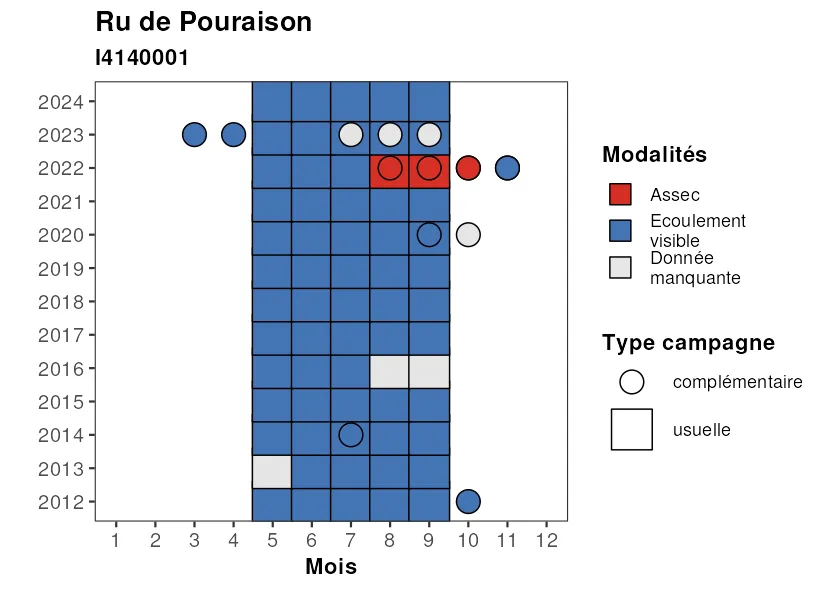 Ru de Pouraison
I4140001
2024
2023
2022
2021
2020
2019
2018
2017
2016
2015
2014
2013
2012
1 2 3 4 5 6 7 8 9 10 11 12
Mois
Modalités
Assec
Ecoulement
visible
Donnée
manquante
Type campagne
complémentaire
usuelle